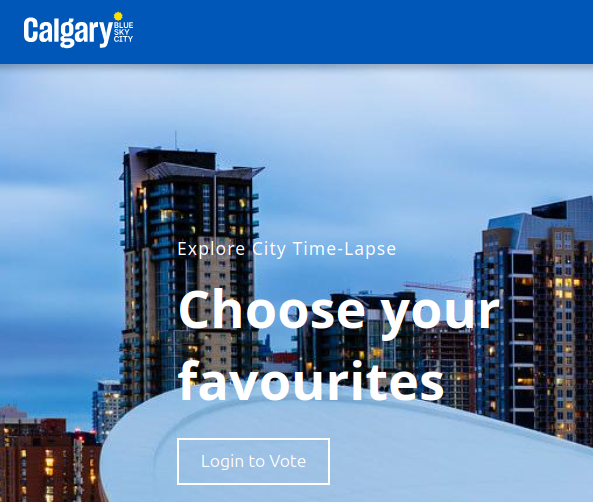 Calgary
BLUE
SKY
CITY
Explore City Time-Lapse
Choose your
favourites
Login to Vote